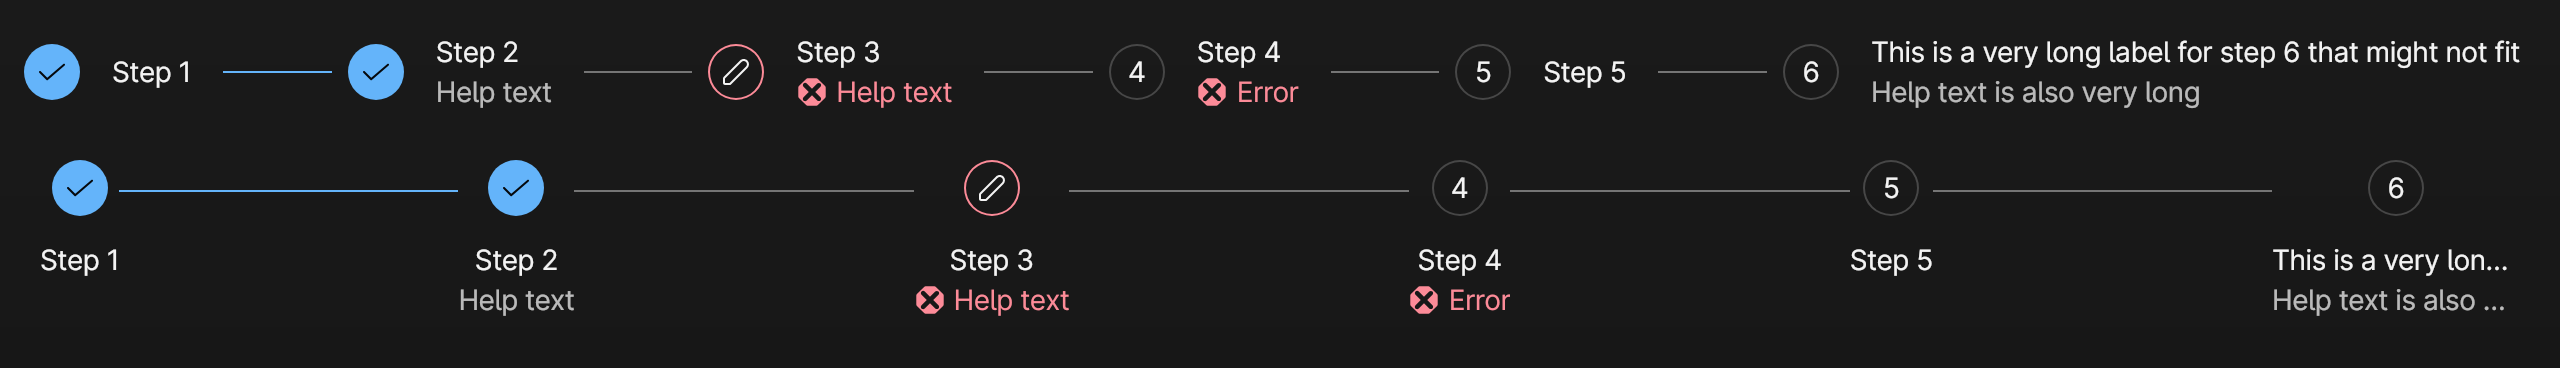 Step 1
Step 2
Help text
Step 3
Help text
4
Step 4
Error
5
Step 5
6
This is a very long label for step 6 that might not fit
Help text is also very long
Step 1
Step 2
Help text
Step 3
Help text
4
Step 4
Error
5
Step 5
6
This is a very lon...
Help text is also ...